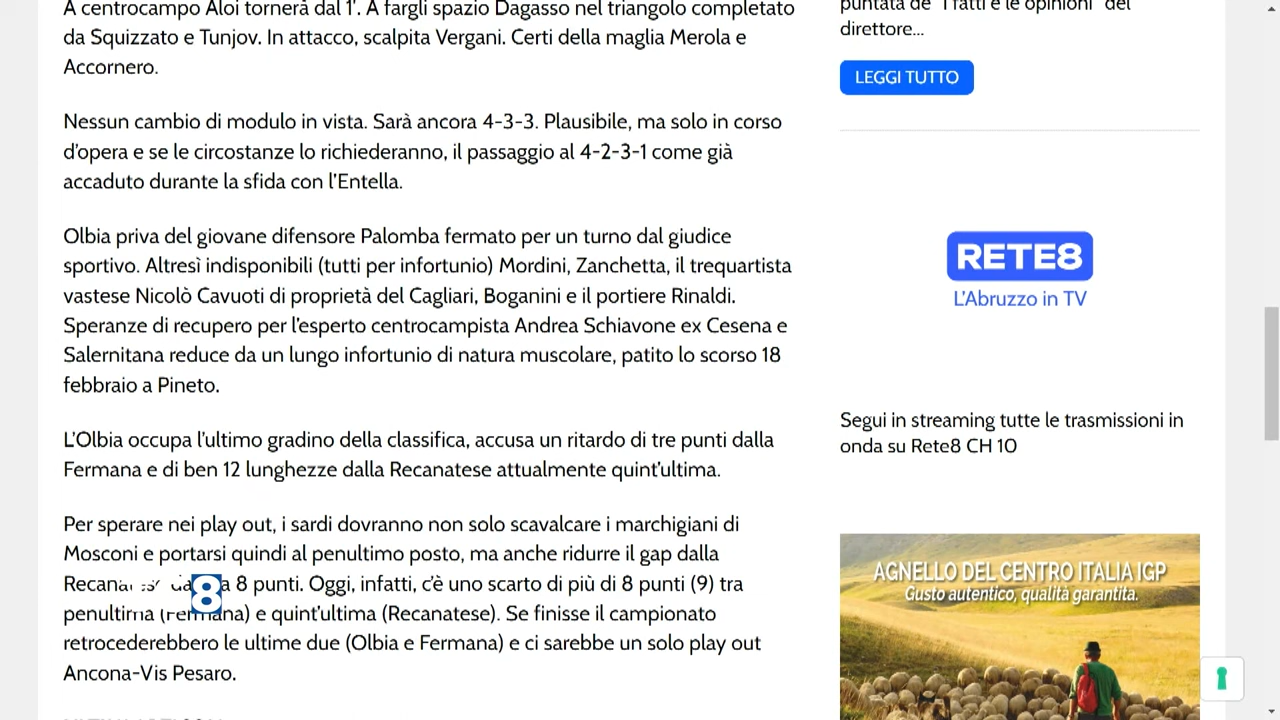 A centrocampo Aloi tornerà dal 1'. A fargli spazio Dagasso nel triangolo completato
da Squizzato e Tunjov. In attacco, scalpita Vergani. Certi della maglia Merola e
Accornero.
Nessun cambio di modulo in vista. Sarà ancora 4-3-3. Plausibile, ma solo in corso
d'opera e se le circostanze lo richiederanno, il passaggio al 4-2-3-1 come già
accaduto durante la sfida con l'Entella.
Olbia priva del giovane difensore Palomba fermato per un turno dal giudice
sportivo. Altresì indisponibili (tutti per infortunio) Mordini, Zanchetta, il trequartista
vastese Nicolò Cavuoti di proprietà del Cagliari, Boganini e il portiere Rinaldi.
Speranze di recupero per l'esperto centrocampista Andrea Schiavone ex Cesena e
Salernitana reduce da un lungo infortunio di natura muscolare, patito lo scorso 18
febbraio a Pineto.
L'Olbia occupa l'ultimo gradino della classifica, accusa un ritardo di tre punti dalla
Fermana e di ben 12 lunghezze dalla Recanatese attualmente quint'ultima.
Per sperare nei play out, i sardi dovranno non solo scavalcare i marchigiani di
Mosconi e portarsi quindi al penultimo posto, ma anche ridurre il gap dalla
8 punti. Oggi, infatti, c'è uno scarto di più di 8 punti (9) tra
penultima (Fermana) e quint'ultima (Recanatese). Se finisse il campionato
retrocederebbero le ultime due (Olbia e Fermana) e ci sarebbe un solo play out
Ancona-Vis Pesaro.
8
puntata de "I fatti e le opinioni" del
direttore...
LEGGI TUTTO
RETE8
L'Abruzzo in TV
Segui in streaming tutte le trasmissioni in
onda su Rete8 CH 10
AGNELLO DEL CENTRO ITALIA IGP
Gusto autentico, qualità garantita.